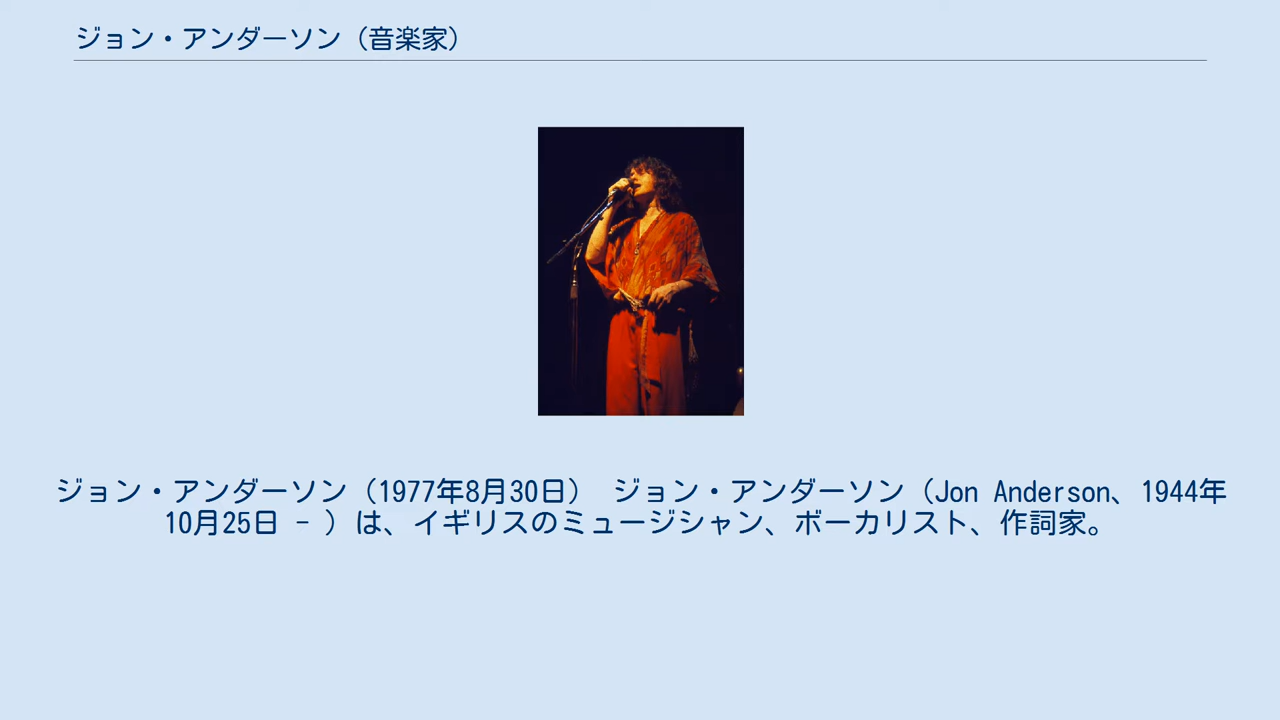 ジョン・アンダーソン（音楽家）
ジョン・アンダーソン（1977年8月30日） ジョン・アンダーソン（Jon Anderson、1944年
10月25日 - ）は、イギリスのミュージシャン、ボーカリスト、作詞家。